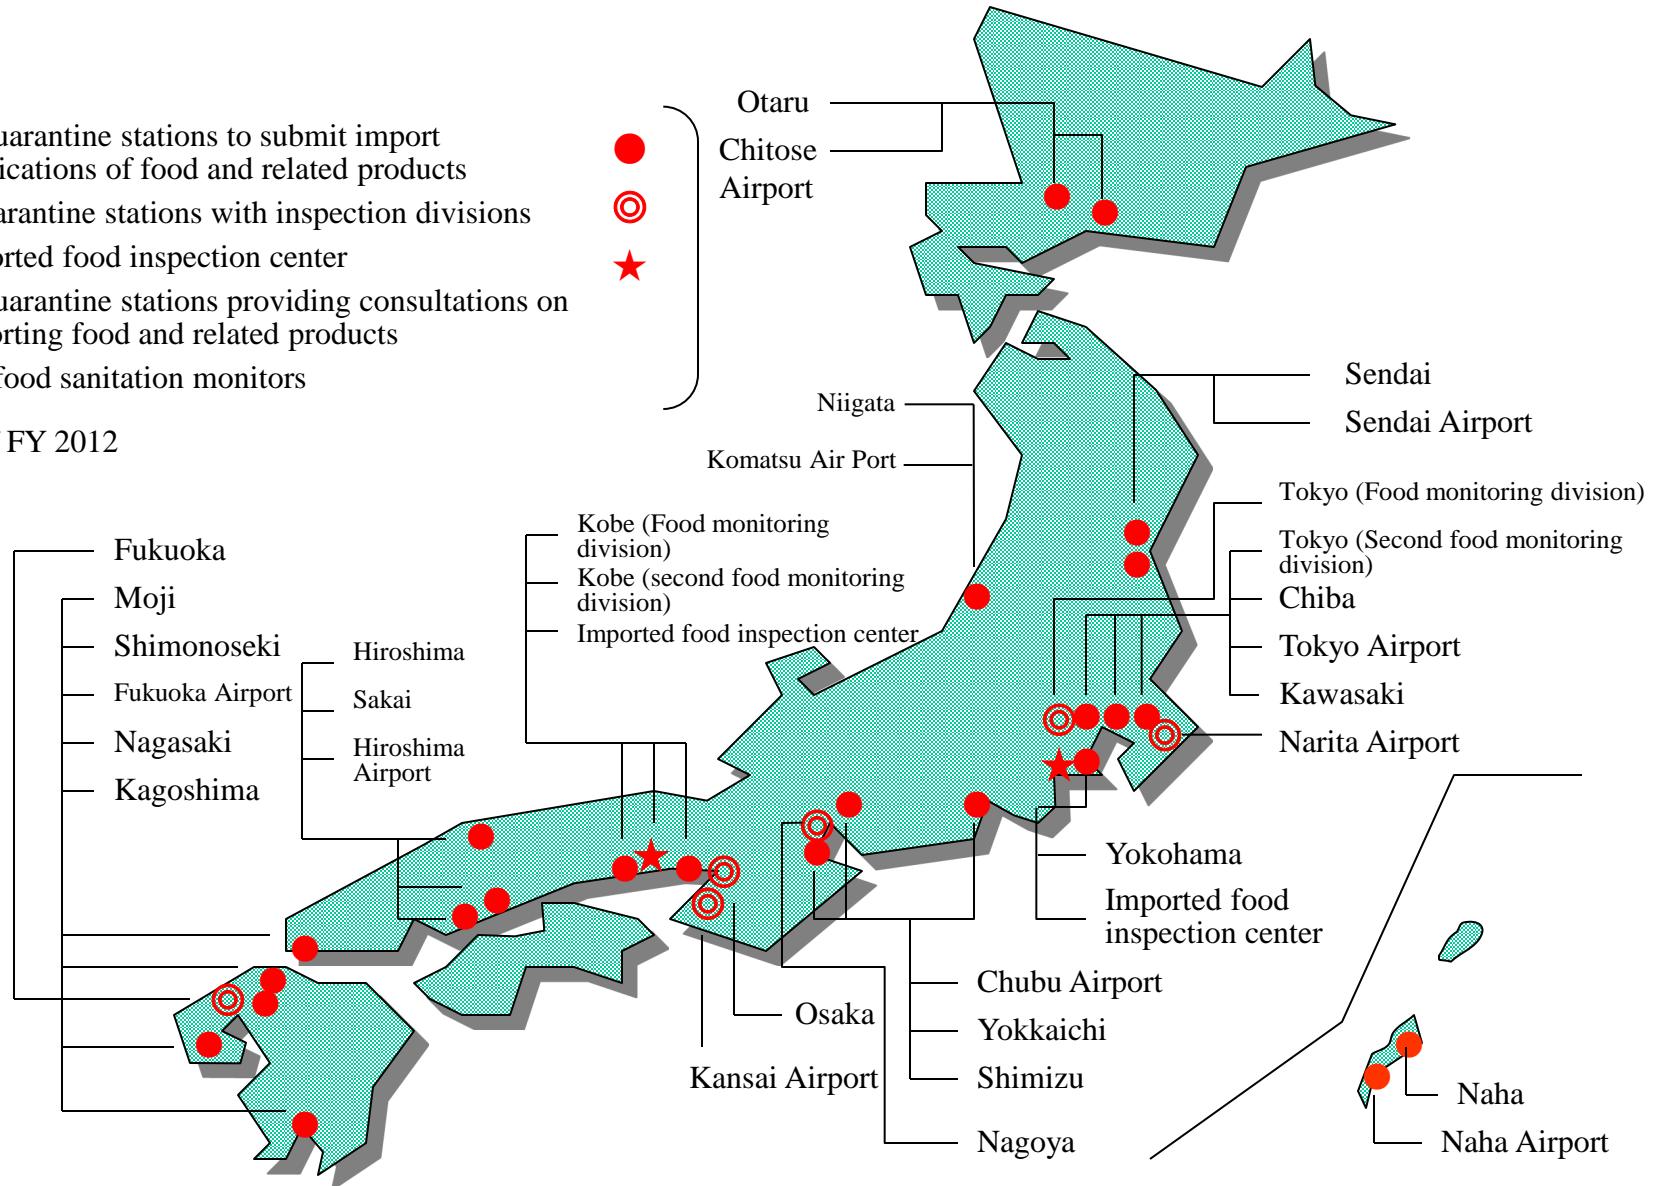 Otaru
Chitose
Airport
uarantine stations to submit import
ications of food and related products
arantine stations with inspection divisions
orted food inspection center
uarantine stations providing consultations on
orting food and related products
food sanitation monitors
FY 2012
Niigata
Komatsu Air Port
Sendai
Sendai Airport
Tokyo (Food monitoring division)
Tokyo (Second food monitoring
division)
Chiba
Tokyo Airport
Kawasaki
Narita Airport
Kobe (Food monitoring
division)
Kobe (second food monitoring
division)
Imported food inspection center
Fukuoka
Moji
Shimonoseki
Fukuoka Airport
Nagasaki
Kagoshima
Hiroshima
Sakai
Hiroshima
Airport
Yokohama
Imported food
inspection center
Chubu Airport
Yokkaichi
Shimizu
Nagoya
Osaka
Kansai Airport
Naha
Naha Airport